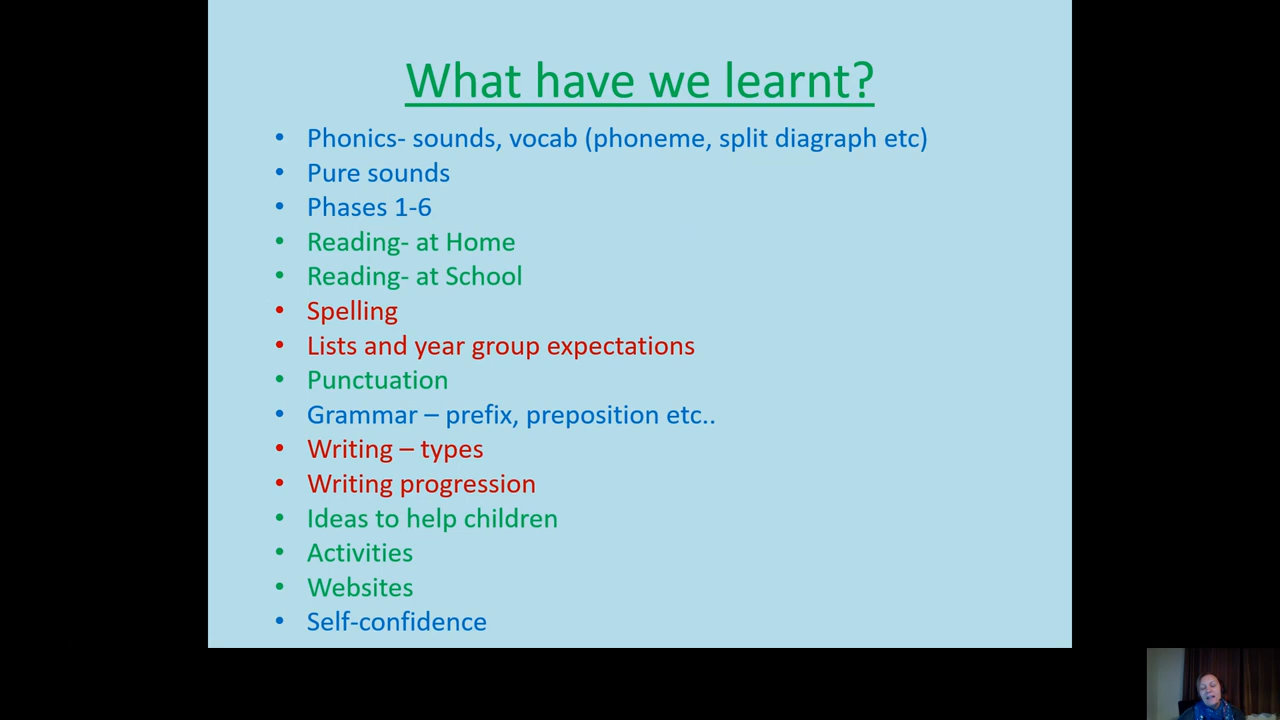 What have we learnt?
• Phonics- sounds, vocab (phoneme, split diagraph etc)
• Pure sounds
• Phases 1-6
• Reading- at Home
• Reading- at School
• Spelling
• Lists and year group expectations
• Punctuation
• Grammar – prefix, preposition etc..
• Writing – types
• Writing progression
• Ideas to help children
• Activities
• Websites
• Self-confidence